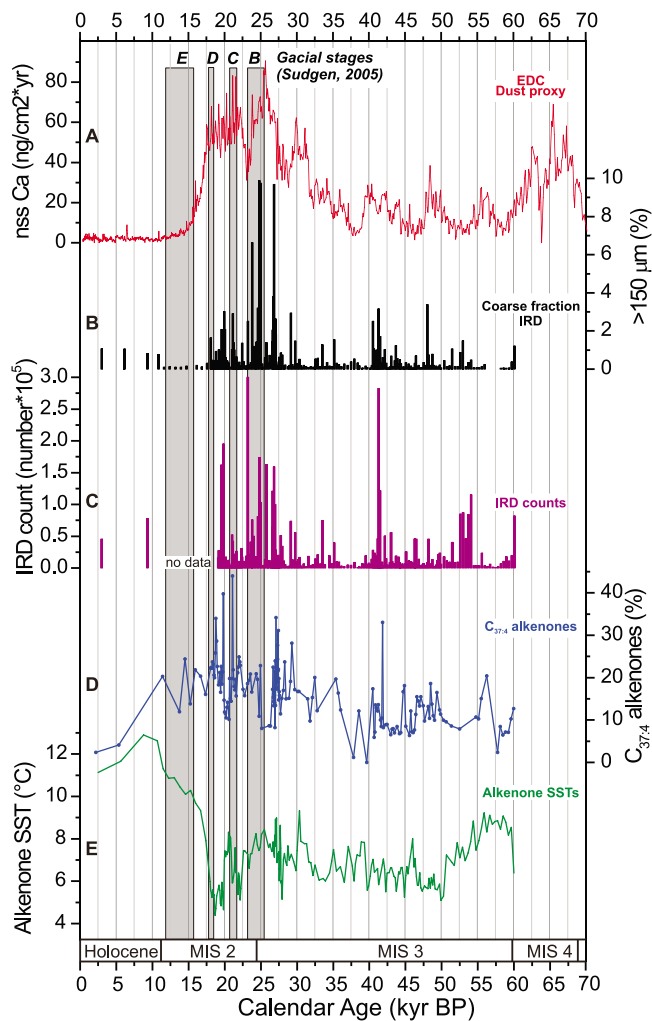 0 5 10 15 20 25 30 35 40 45 50 55 60 65 70
E D C B Gacial stages
(Sudgen, 2005)
EDC
Dust proxy
A
nss Ca (ng/cm2*yr)
80
60
40
20
0
10
8
6
4
2
0
>150 µm (%)
B
Coarse fraction
IRD
3.0
2.5
2.0
1.5
1.0
0.5
0.0
IRD count (number*10⁵)
C
IRD counts
no data
40
30
20
10
0
C37:4 alkenones (%)
C37:4 alkenones
D
12
10
8
6
4
Alkenone SST (°C)
Alkenone SSTs
E
Holocene MIS 2 MIS 3 MIS 4
0 5 10 15 20 25 30 35 40 45 50 55 60 65 70
Calendar Age (kyr BP)